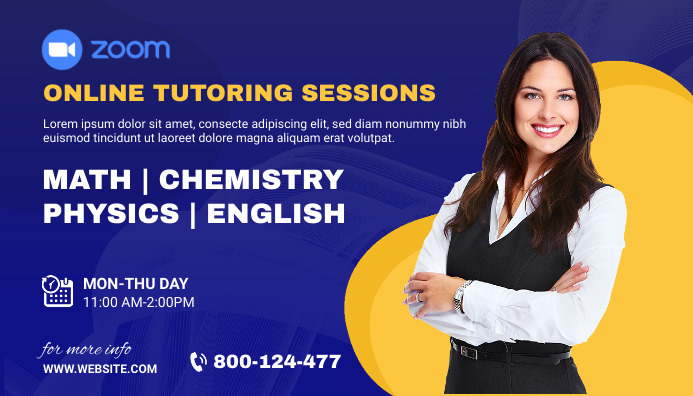 zoom
ONLINE TUTORING SESSIONS
Lorem ipsum dolor sit amet, consecte adipiscing elit, sed diam nonummy nibh
euismod tincidunt ut laoreet dolore magna aliquam erat volutpat.
MATH | CHEMISTRY
PHYSICS | ENGLISH
MON-THU DAY
11:00 AM-2:00PM
for more info
WWW.WEBSITE.COM
800-124-477